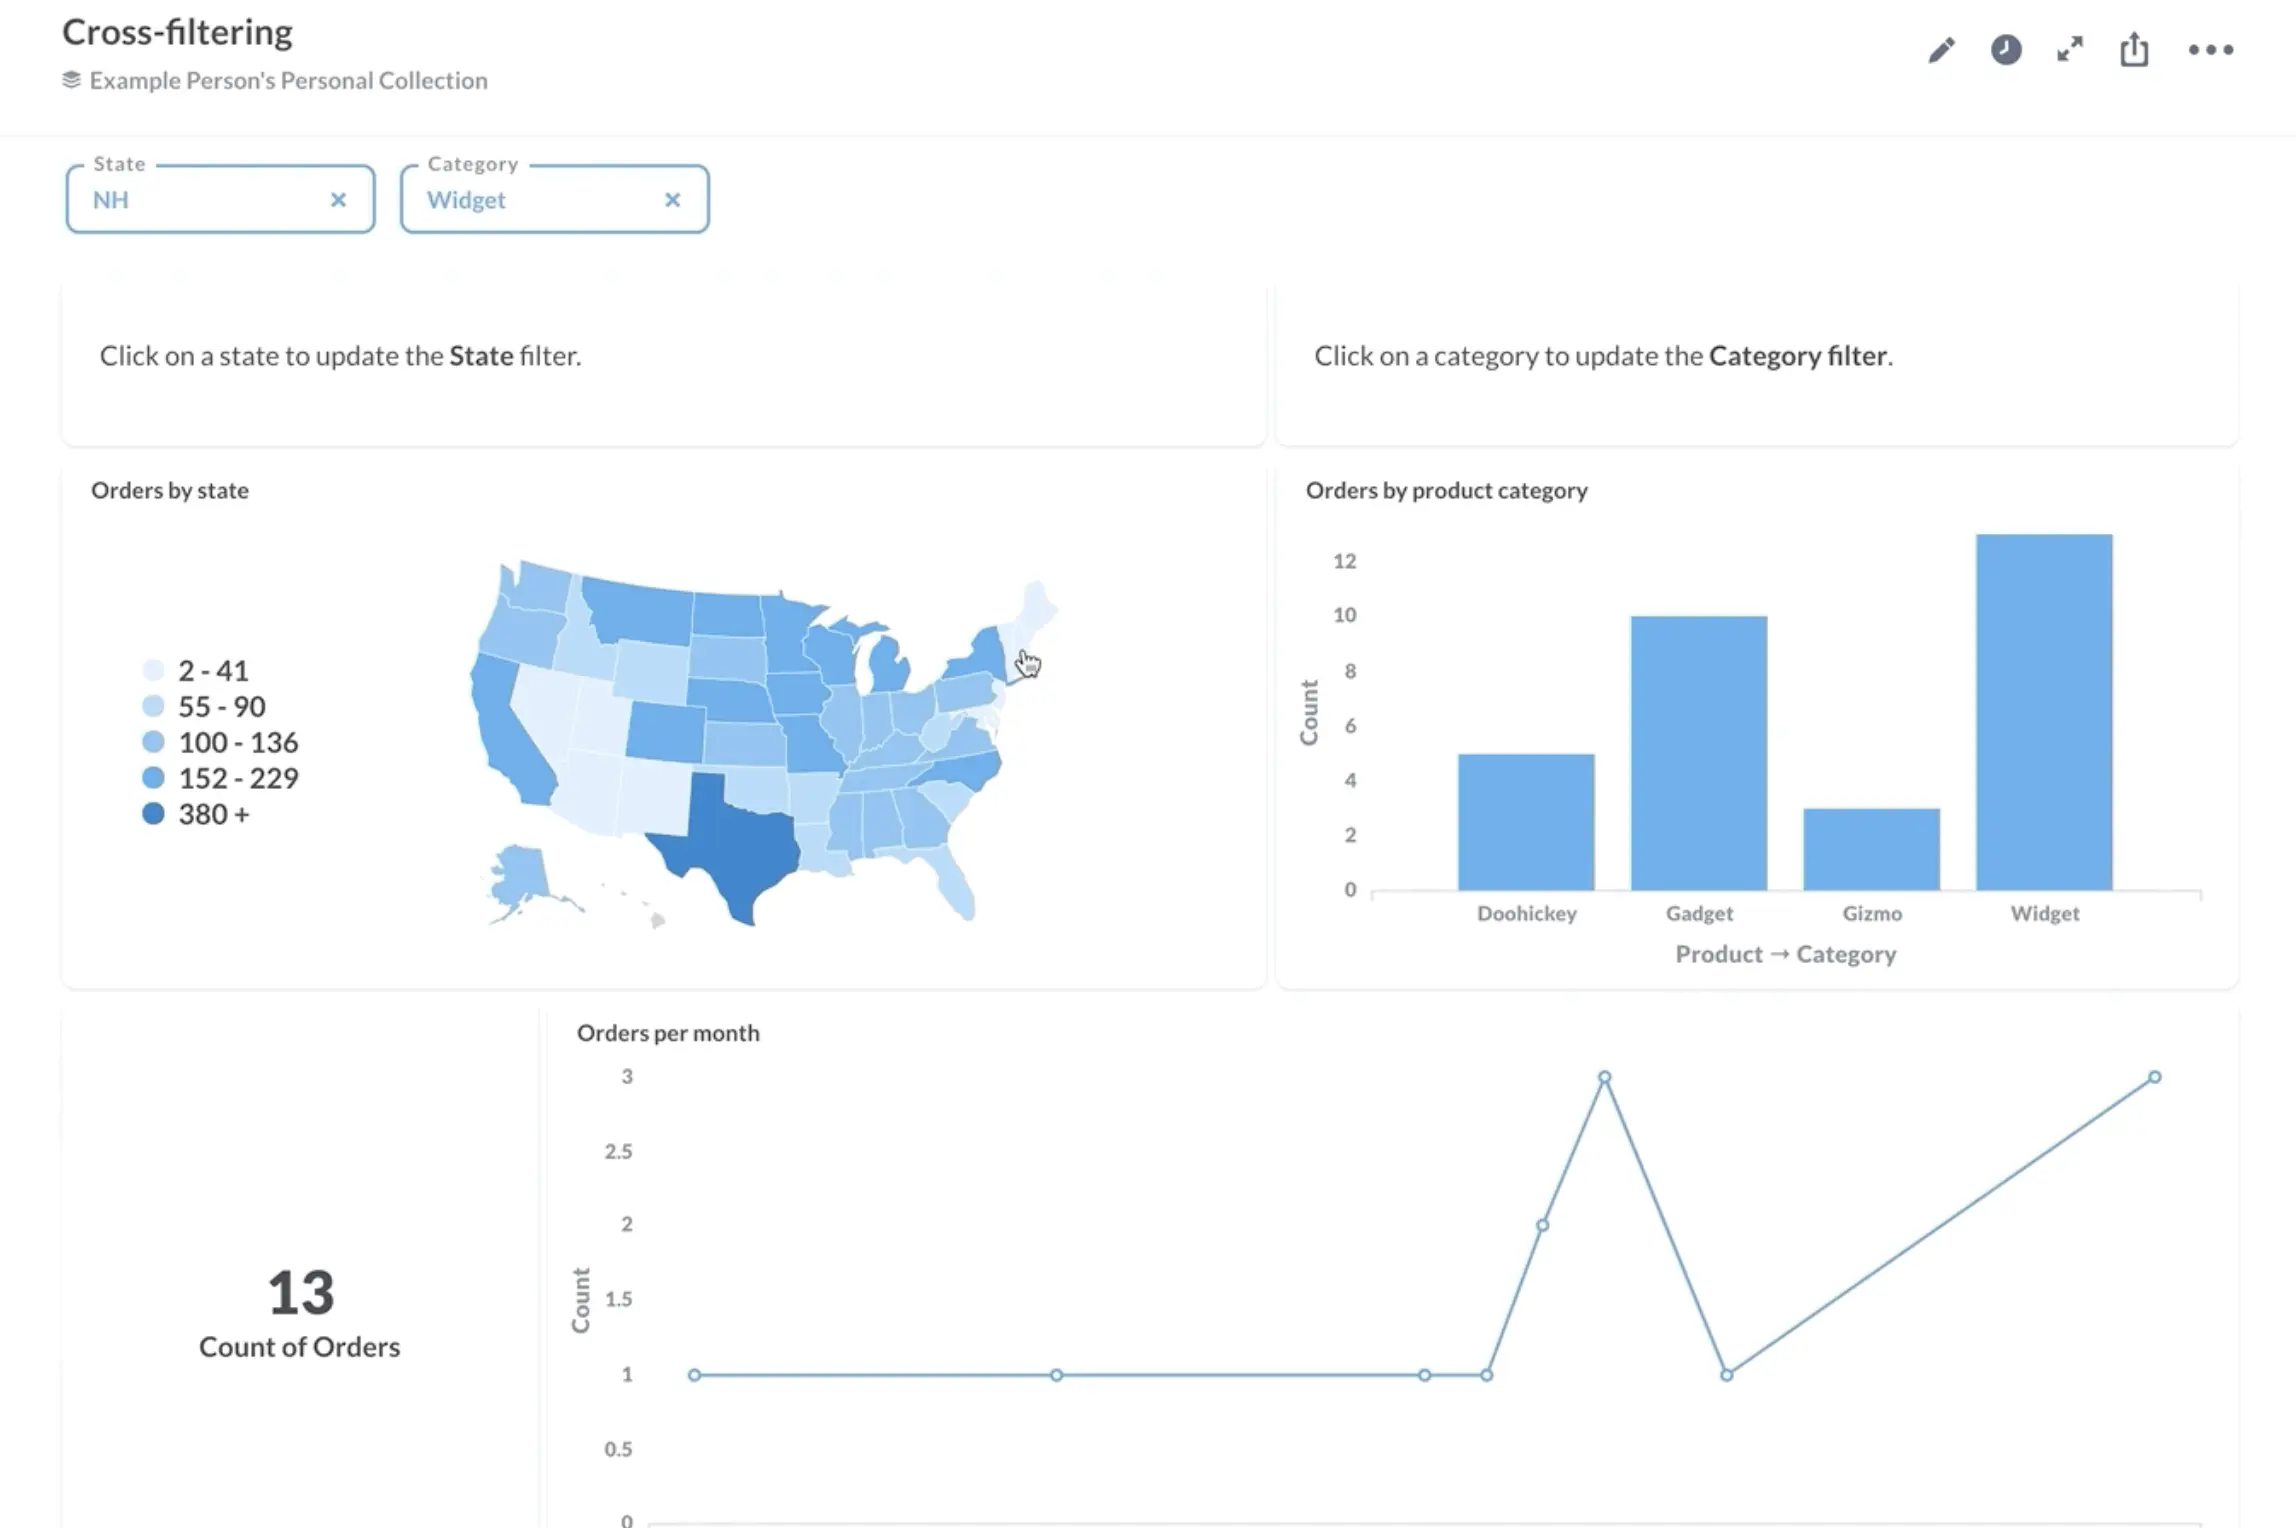 Cross-filtering
Example Person's Personal Collection
State
NH
Category
Widget
Click on a state to update the State filter.
Click on a category to update the Category filter.
Orders by state
2 - 41
55 - 90
100 - 136
152 - 229
380 +
Orders by product category
12
10
8
6
4
2
0
Count
Doohickey
Gadget
Gizmo
Widget
Product → Category
13
Count of Orders
Orders per month
3
2.5
2
1.5
1
0.5
0
Count